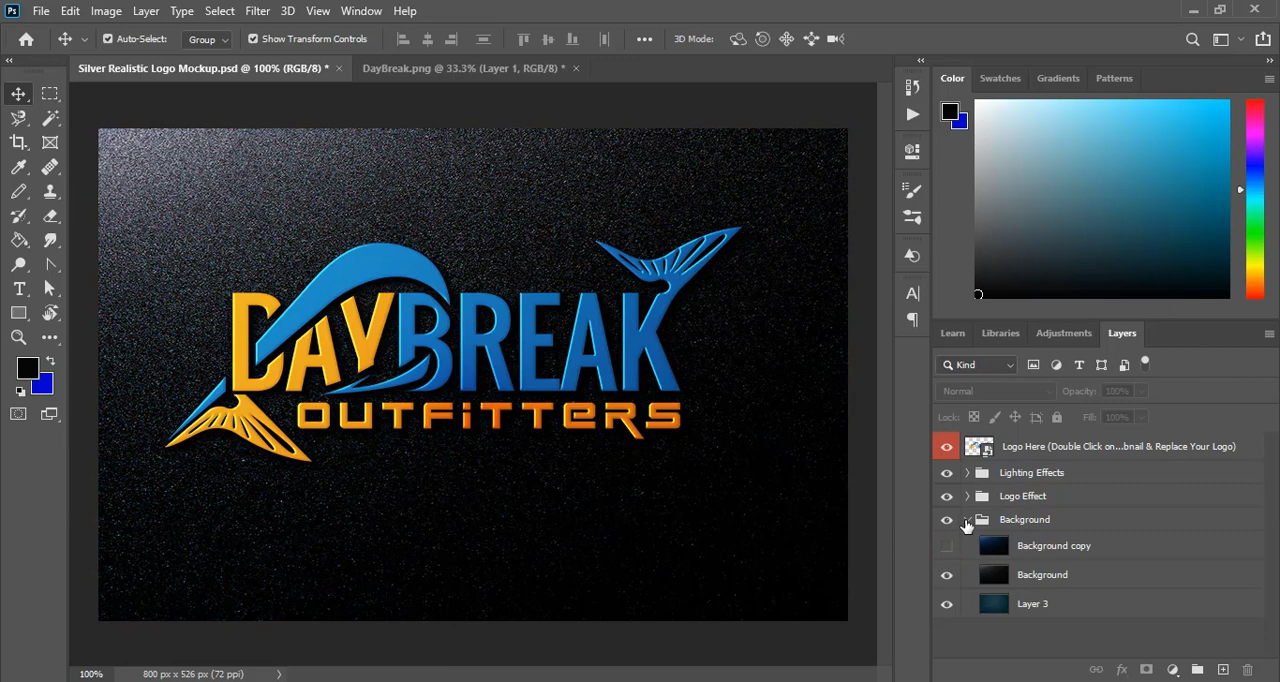 Ps File Edit Image Layer Type Select Filter 3D View Window Help
Auto-Select: Group Show Transform Controls 3D Mode:
Silver Realistic Logo Mockup.psd @ 100% (RGB/8) * × DayBreak.png @ 33.3% (Layer 1, RGB/8) * ×
Color Swatches Gradients Patterns
DAYBREAK
OUTFITTERS
Learn Libraries Adjustments Layers
Kind
Normal Opacity: 100%
Lock: Fill: 100%
Logo Here (Double Click on...bnail & Replace Your Logo)
Lighting Effects
Logo Effect
Background
Background copy
Background
Layer 3
100% 800 px x 526 px (72 ppi)